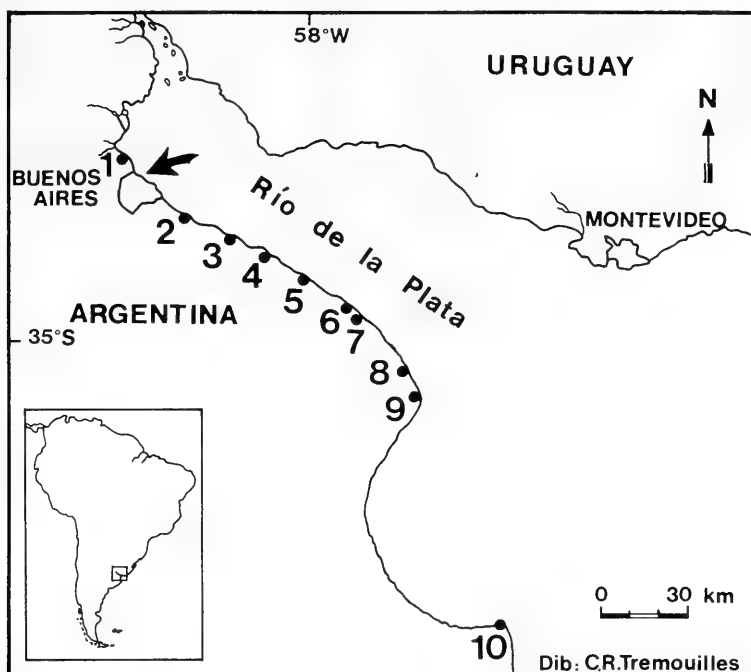 58°W
URUGUAY
N
1
BUENOS
AIRES
MONTEVIDEO
2
Río de la Plata
3
4
5
ARGENTINA
6
7
35°S
8
9
0 30 km
10
Dib: C.R.Tremouilles